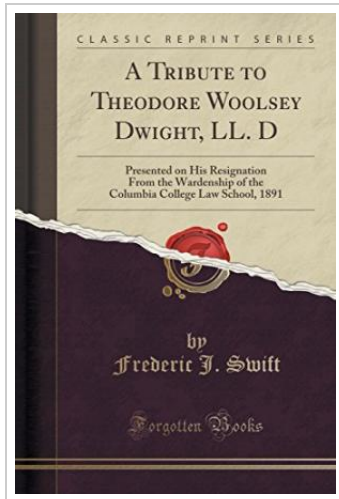 CLASSIC REPRINT SERIES
A TRIBUTE TO
THEODORE WOOLSEY
DWIGHT, LL. D
Presented on His Resignation
From the Wardenship of the
Columbia College Law School, 1891
by
Frederic J. Swift
Forgotten Books